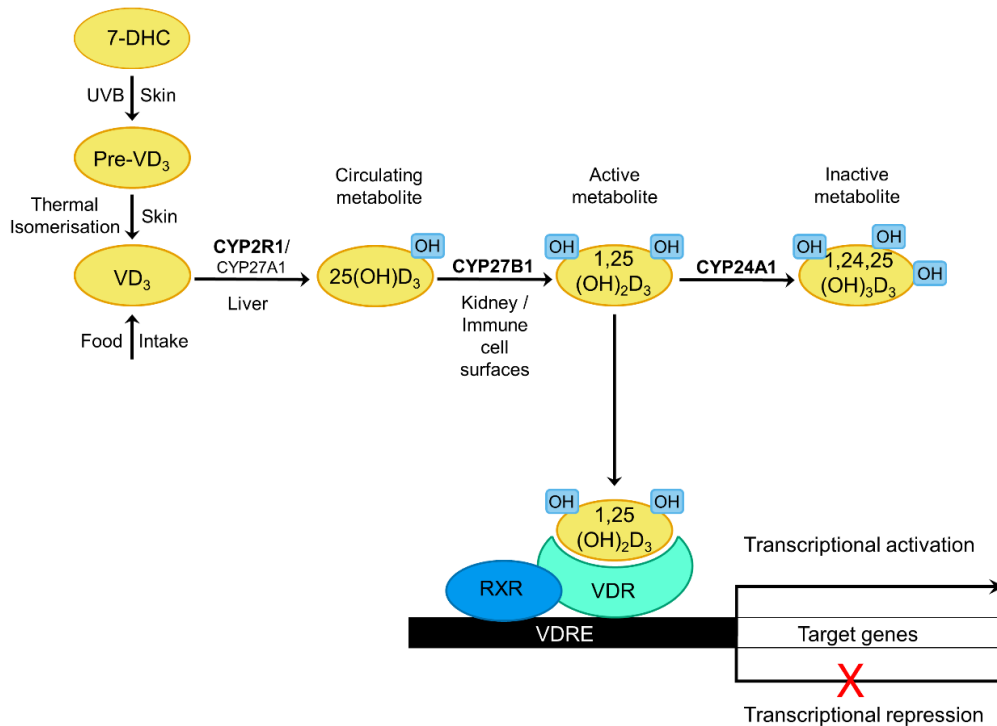 7-DHC
UVB Skin
Pre-VD₃
Thermal
Isomerisation
Skin
VD₃
Food Intake
CYP2R1/
CYP27A1
Liver
Circulating
metabolite
OH
25(OH)D₃
CYP27B1
Kidney /
Immune
cell
surfaces
Active
metabolite
OH OH
1,25
(OH)₂D₃
CYP24A1
Inactive
metabolite
OH OH
OH
1,24,25
(OH)₃D₃
OH OH
1,25
(OH)₂D₃
RXR
VDR
VDRE
Transcriptional activation
Target genes
X
Transcriptional repression